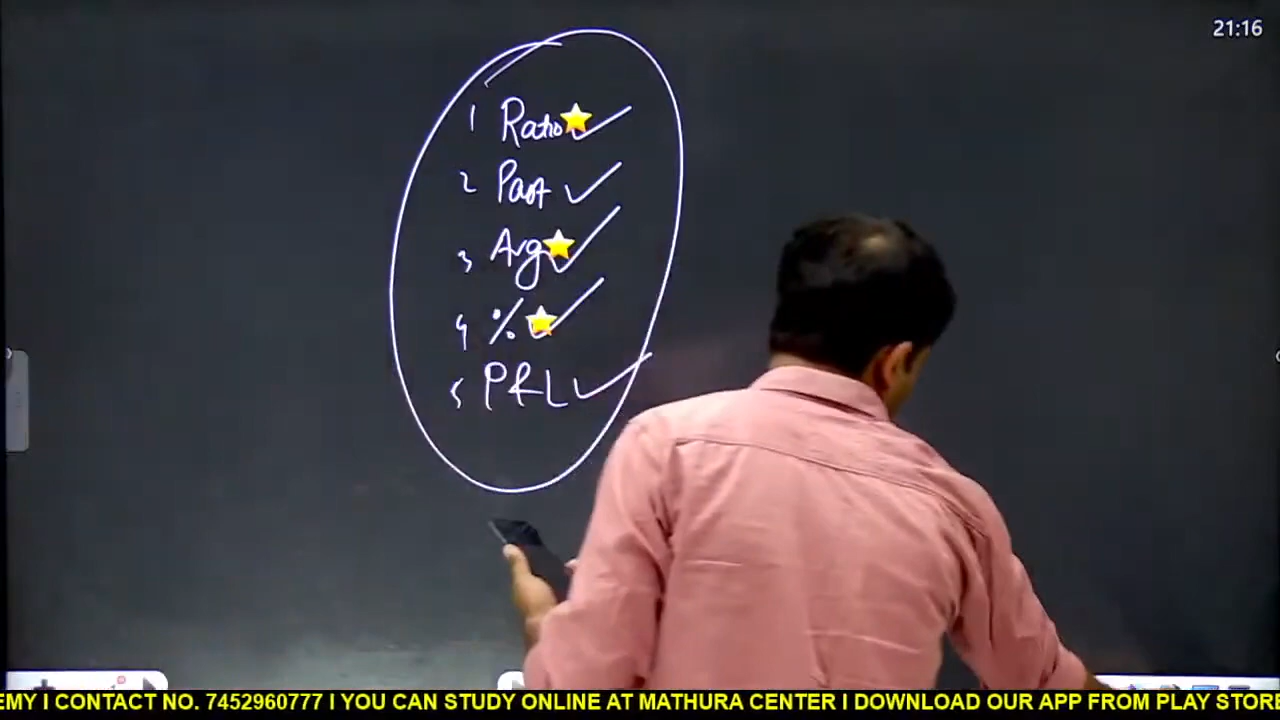 21:16
1 Ratio
2 Part
3 Avg
4 %
5 P&L
EMY I CONTACT NO. 7452960777 I YOU CAN STUDY ONLINE AT MATHURA CENTER I DOWNLOAD OUR APP FROM PLAY STORE